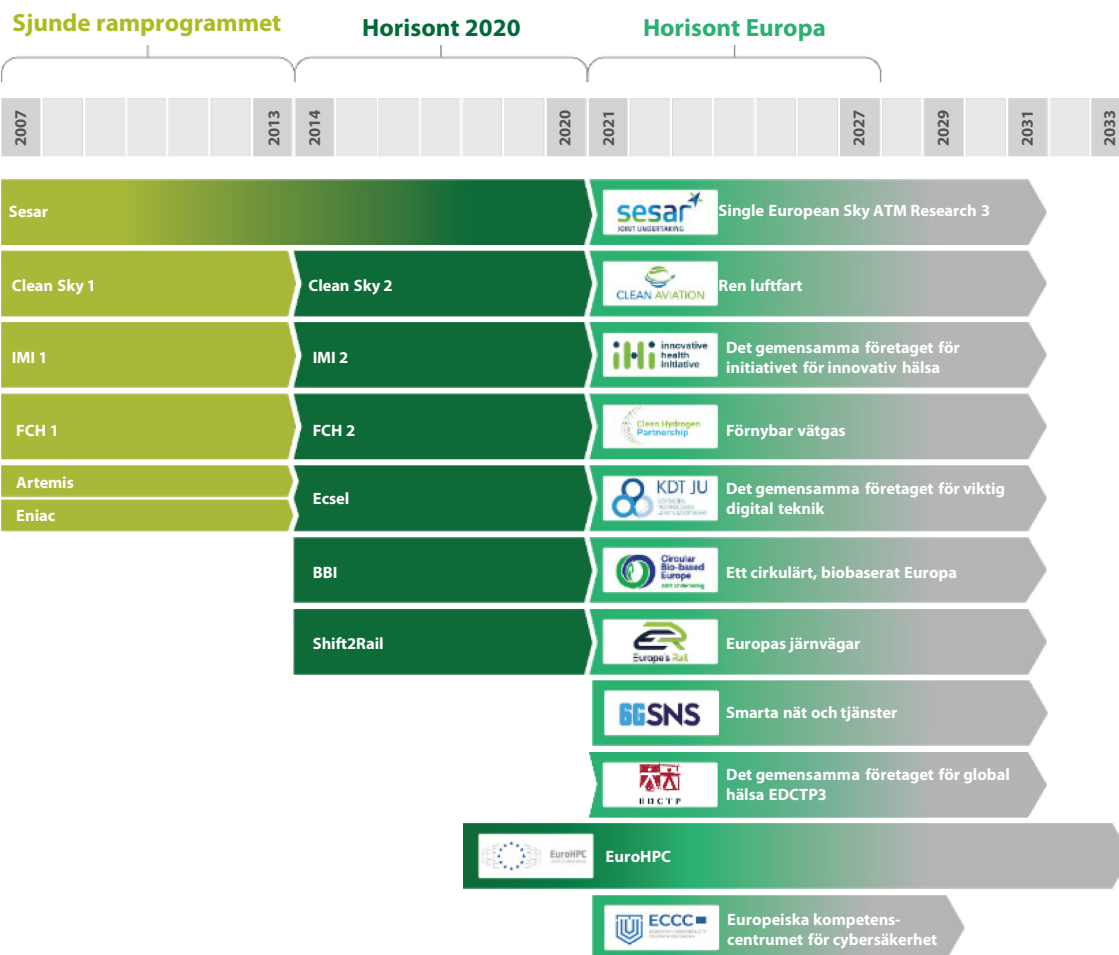 Sjunde ramprogrammet
Horisont 2020
Horisont Europa
2007
2013
2014
2020
2021
2027
2029
2031
2033
Sesar
sesar
JOINT UNDERTAKING
Single European Sky ATM Research 3
Clean Sky 1
Clean Sky 2
CLEAN AVIATION
Ren luftfart
IMI 1
IMI 2
iHi
innovative
health
initiative
Det gemensamma företaget för
initiativet för innovativ hälsa
FCH 1
FCH 2
Clean Hydrogen
Partnership
Förnybar vätgas
Artemis
Eniac
Ecsel
KDT JU
Det gemensamma företaget för viktig
digital teknik
BBI
Circular
Bio-based
Europe
Joint Undertaking
Ett cirkulärt, biobaserat Europa
Shift2Rail
ER
Europe's Rail
Europas järnvägar
6GSNS
Smarta nät och tjänster
EDCTP
Det gemensamma företaget för global
hälsa EDCTP3
EuroHPC
EuroHPC
ECCC
Europeiska kompetens-
centrumet för cybersäkerhet